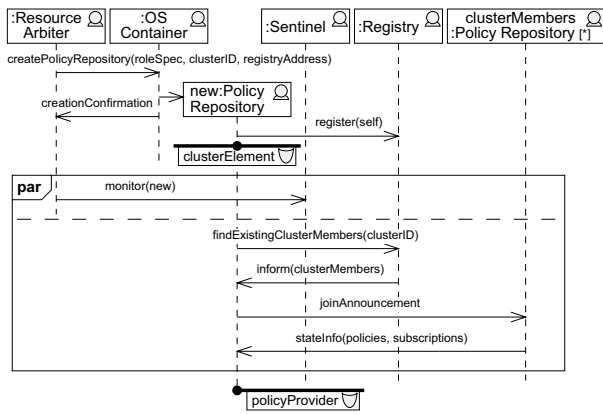 :Resource
Arbiter
:OS
Container
:Sentinel
:Registry
clusterMembers
:Policy Repository [*]
createPolicyRepository(roleSpec, clusterID, registryAddress)
new:Policy
Repository
creationConfirmation
register(self)
clusterElement
par
monitor(new)
findExistingClusterMembers(clusterID)
inform(clusterMembers)
joinAnnouncement
stateInfo(policies, subscriptions)
policyProvider